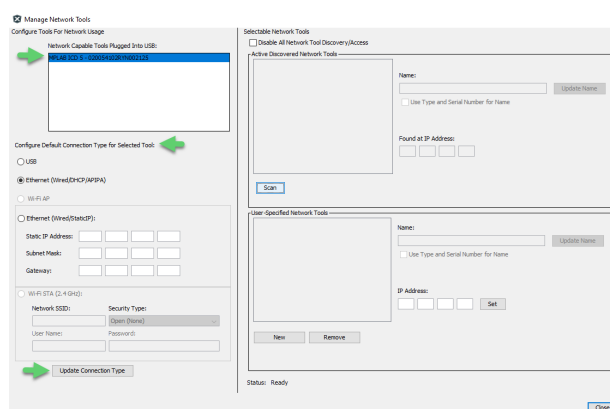 Manage Network Tools
Configure Tools For Network Usage
Network Capable Tools Plugged Into USB:
Configure Default Connection Type for Selected Tool:
USB
Ethernet (Wired/DHCP/APIPA)
Wi-Fi AP
Ethernet (Wired/StaticIP):
Static IP Address:
Subnet Mask:
Gateway:
Wi-Fi STA (2.4 GHz):
Network SSID:
Security Type:
Open (None)
User Name:
Password:
Update Connection Type
Selectable Network Tools
Disable All Network Tool Discovery/Access
Active Discovered Network Tools
Name:
Update Name
Use Type and Serial Number for Name
Found at IP Address:
Scan
User-Specified Network Tools
Name:
Update Name
Use Type and Serial Number for Name
IP Address:
Set
New
Remove
Status: Ready
Close